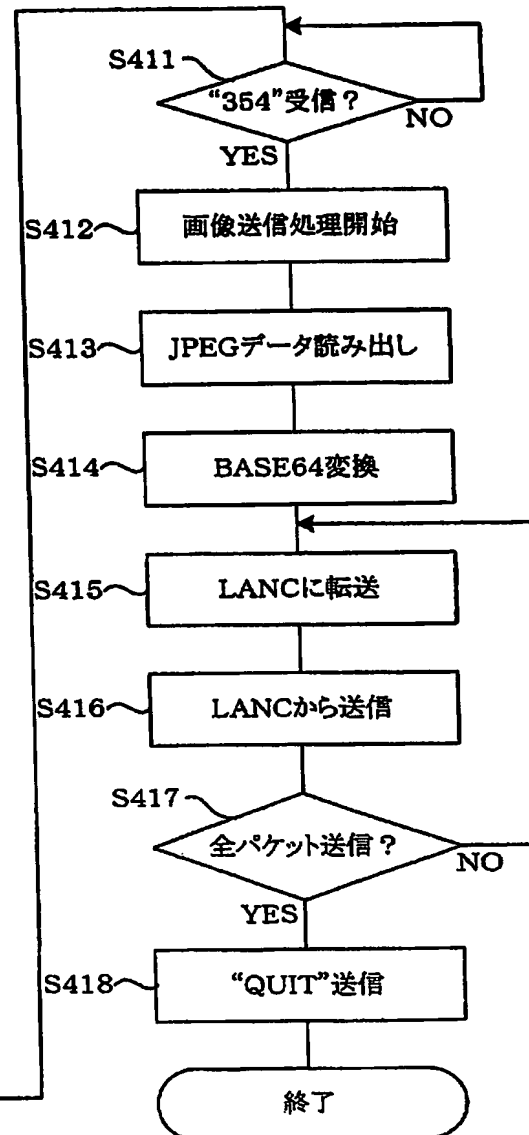 S411
“354”受信？
NO
YES
S412
画像送信処理開始
S413
JPEGデータ読み出し
S414
BASE64変換
S415
LANCに転送
S416
LANCから送信
S417
全パケット送信？
NO
YES
S418
“QUIT”送信
終了